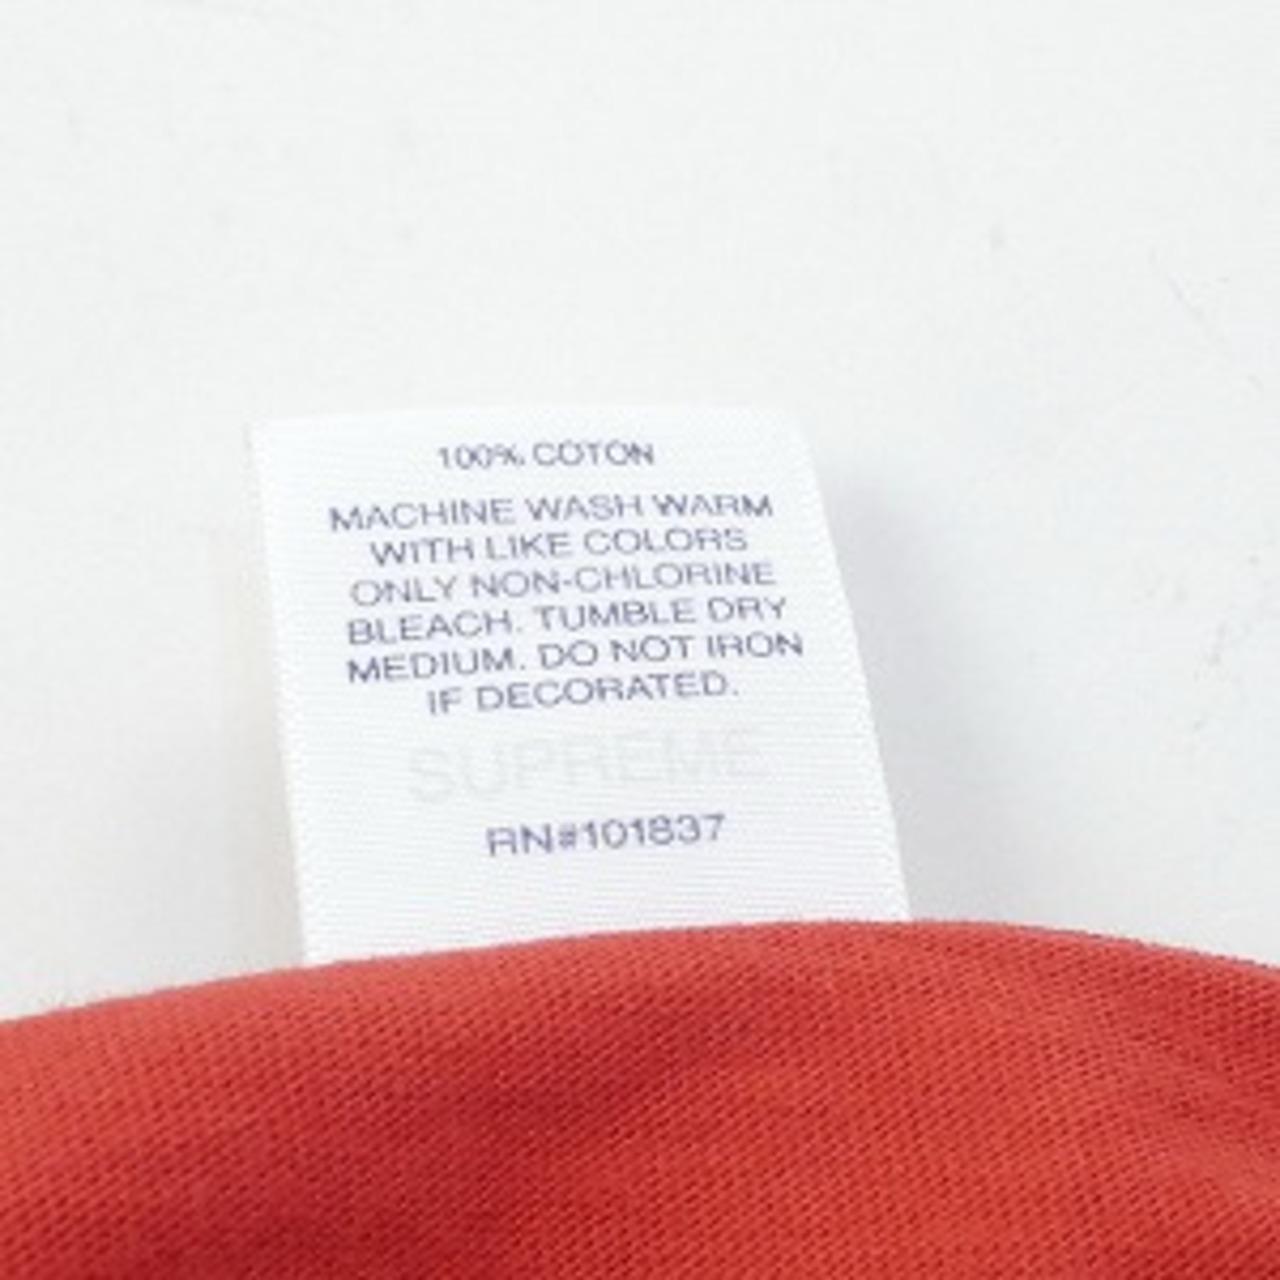 100% COTON
MACHINE WASH WARM
WITH LIKE COLORS
ONLY NON-CHLORINE
BLEACH. TUMBLE DRY
MEDIUM. DO NOT IRON
IF DECORATED.
SUPREME
RN#101837